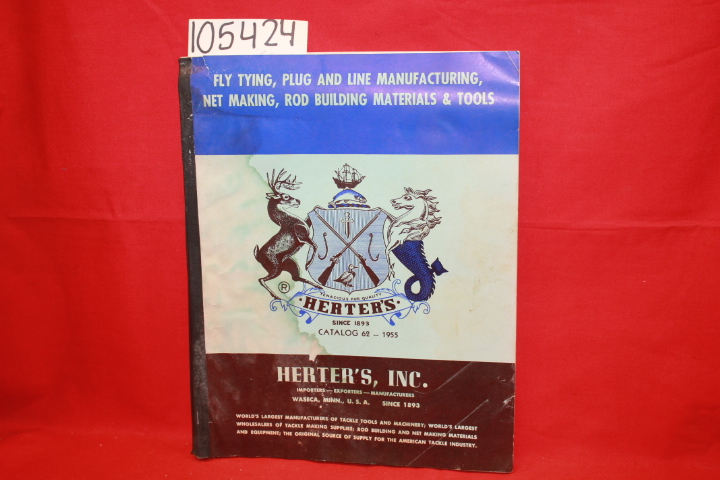 105424
FLY TYING, PLUG AND LINE MANUFACTURING,
NET MAKING, ROD BUILDING MATERIALS & TOOLS
®
TENACIOUS FOR QUALITY
·HERTER'S·
SINCE 1893
CATALOG 62 — 1955
HERTER'S, INC.
IMPORTERS — EXPORTERS — MANUFACTURERS
WASECA, MINN., U. S. A. SINCE 1893
WORLD'S LARGEST MANUFACTURERS OF TACKLE TOOLS AND MACHINERY; WORLD'S LARGEST
WHOLESALERS OF TACKLE MAKING SUPPLIES; ROD BUILDING AND NET MAKING MATERIALS
AND EQUIPMENT; THE ORIGINAL SOURCE OF SUPPLY FOR THE AMERICAN TACKLE INDUSTRY.